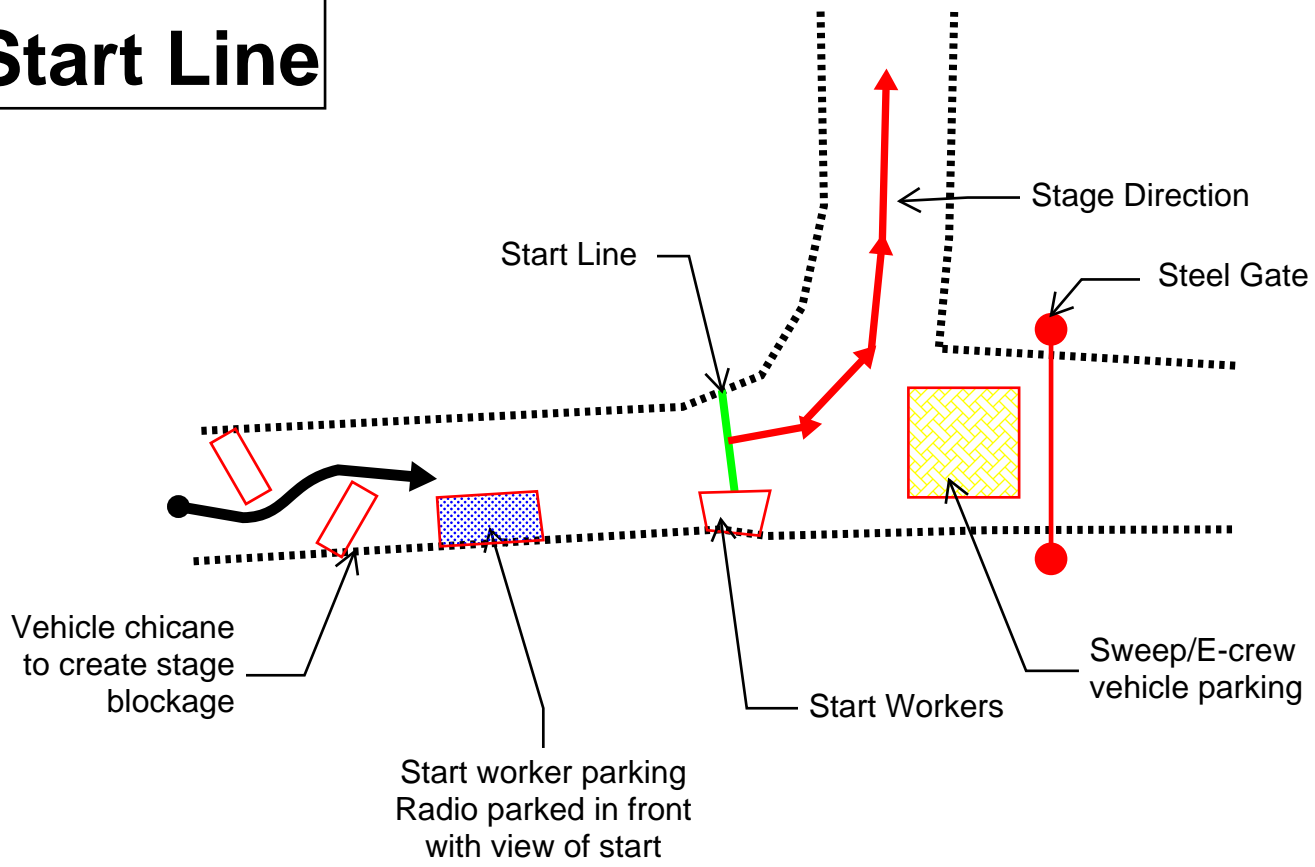 Start Line
Stage Direction
Start Line
Steel Gate
Vehicle chicane
to create stage
blockage
Sweep/E-crew
vehicle parking
Start Workers
Start worker parking
Radio parked in front
with view of start